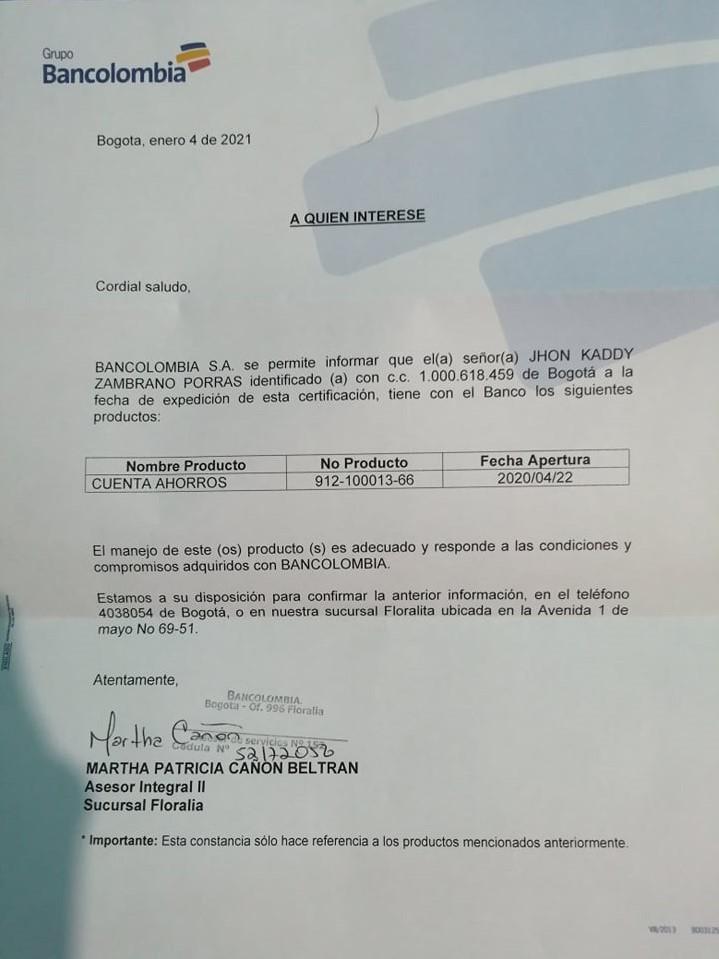 Grupo
Bancolombia
Bogota, enero 4 de 2021
A QUIEN INTERESE
Cordial saludo,
BANCOLOMBIA S.A. se permite informar que el(a) señor(a) JHON KADDY
ZAMBRANO PORRAS identificado (a) con c.c. 1.000.618.459 de Bogotá a la
fecha de expedición de esta certificación, tiene con el Banco los siguientes
productos:
Nombre Producto No Producto Fecha Apertura
CUENTA AHORROS 912-100013-66 2020/04/22
El manejo de este (os) producto (s) es adecuado y responde a las condiciones y
compromisos adquiridos con BANCOLOMBIA.
Estamos a su disposición para confirmar la anterior información, en el teléfono
4038054 de Bogotá, o en nuestra sucursal Floralita ubicada en la Avenida 1 de
mayo No 69-51.
Atentamente,
BANCOLOMBIA.
Bogota - Of. 996 Floralia
Martha Cañon
de servicios Nº
Cedula Nº
MARTHA PATRICIA CAÑON BELTRAN
Asesor Integral II
Sucursal Floralia
* Importante: Esta constancia sólo hace referencia a los productos mencionados anteriormente.